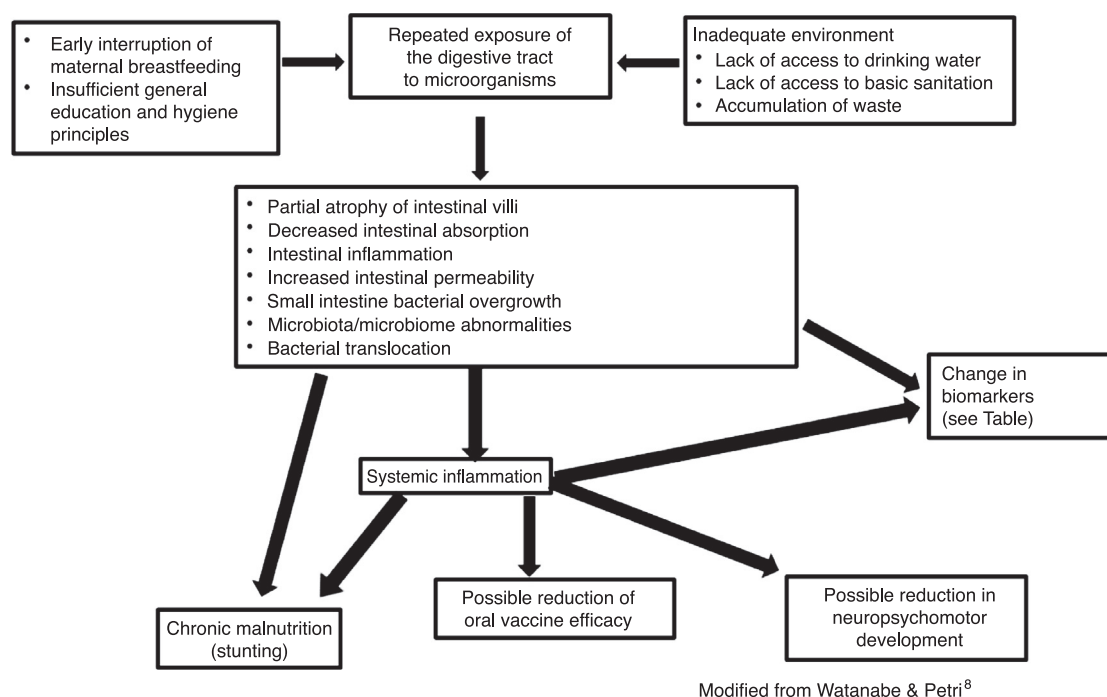 • Early interruption of
maternal breastfeeding
• Insufficient general
education and hygiene
principles
Repeated exposure of
the digestive tract
to microorganisms
Inadequate environment
• Lack of access to drinking water
• Lack of access to basic sanitation
• Accumulation of waste
• Partial atrophy of intestinal villi
• Decreased intestinal absorption
• Intestinal inflammation
• Increased intestinal permeability
• Small intestine bacterial overgrowth
• Microbiota/microbiome abnormalities
• Bacterial translocation
Change in
biomarkers
(see Table)
Systemic inflammation
Chronic malnutrition
(stunting)
Possible reduction of
oral vaccine efficacy
Possible reduction in
neuropsychomotor
development
Modified from Watanabe & Petri⁸